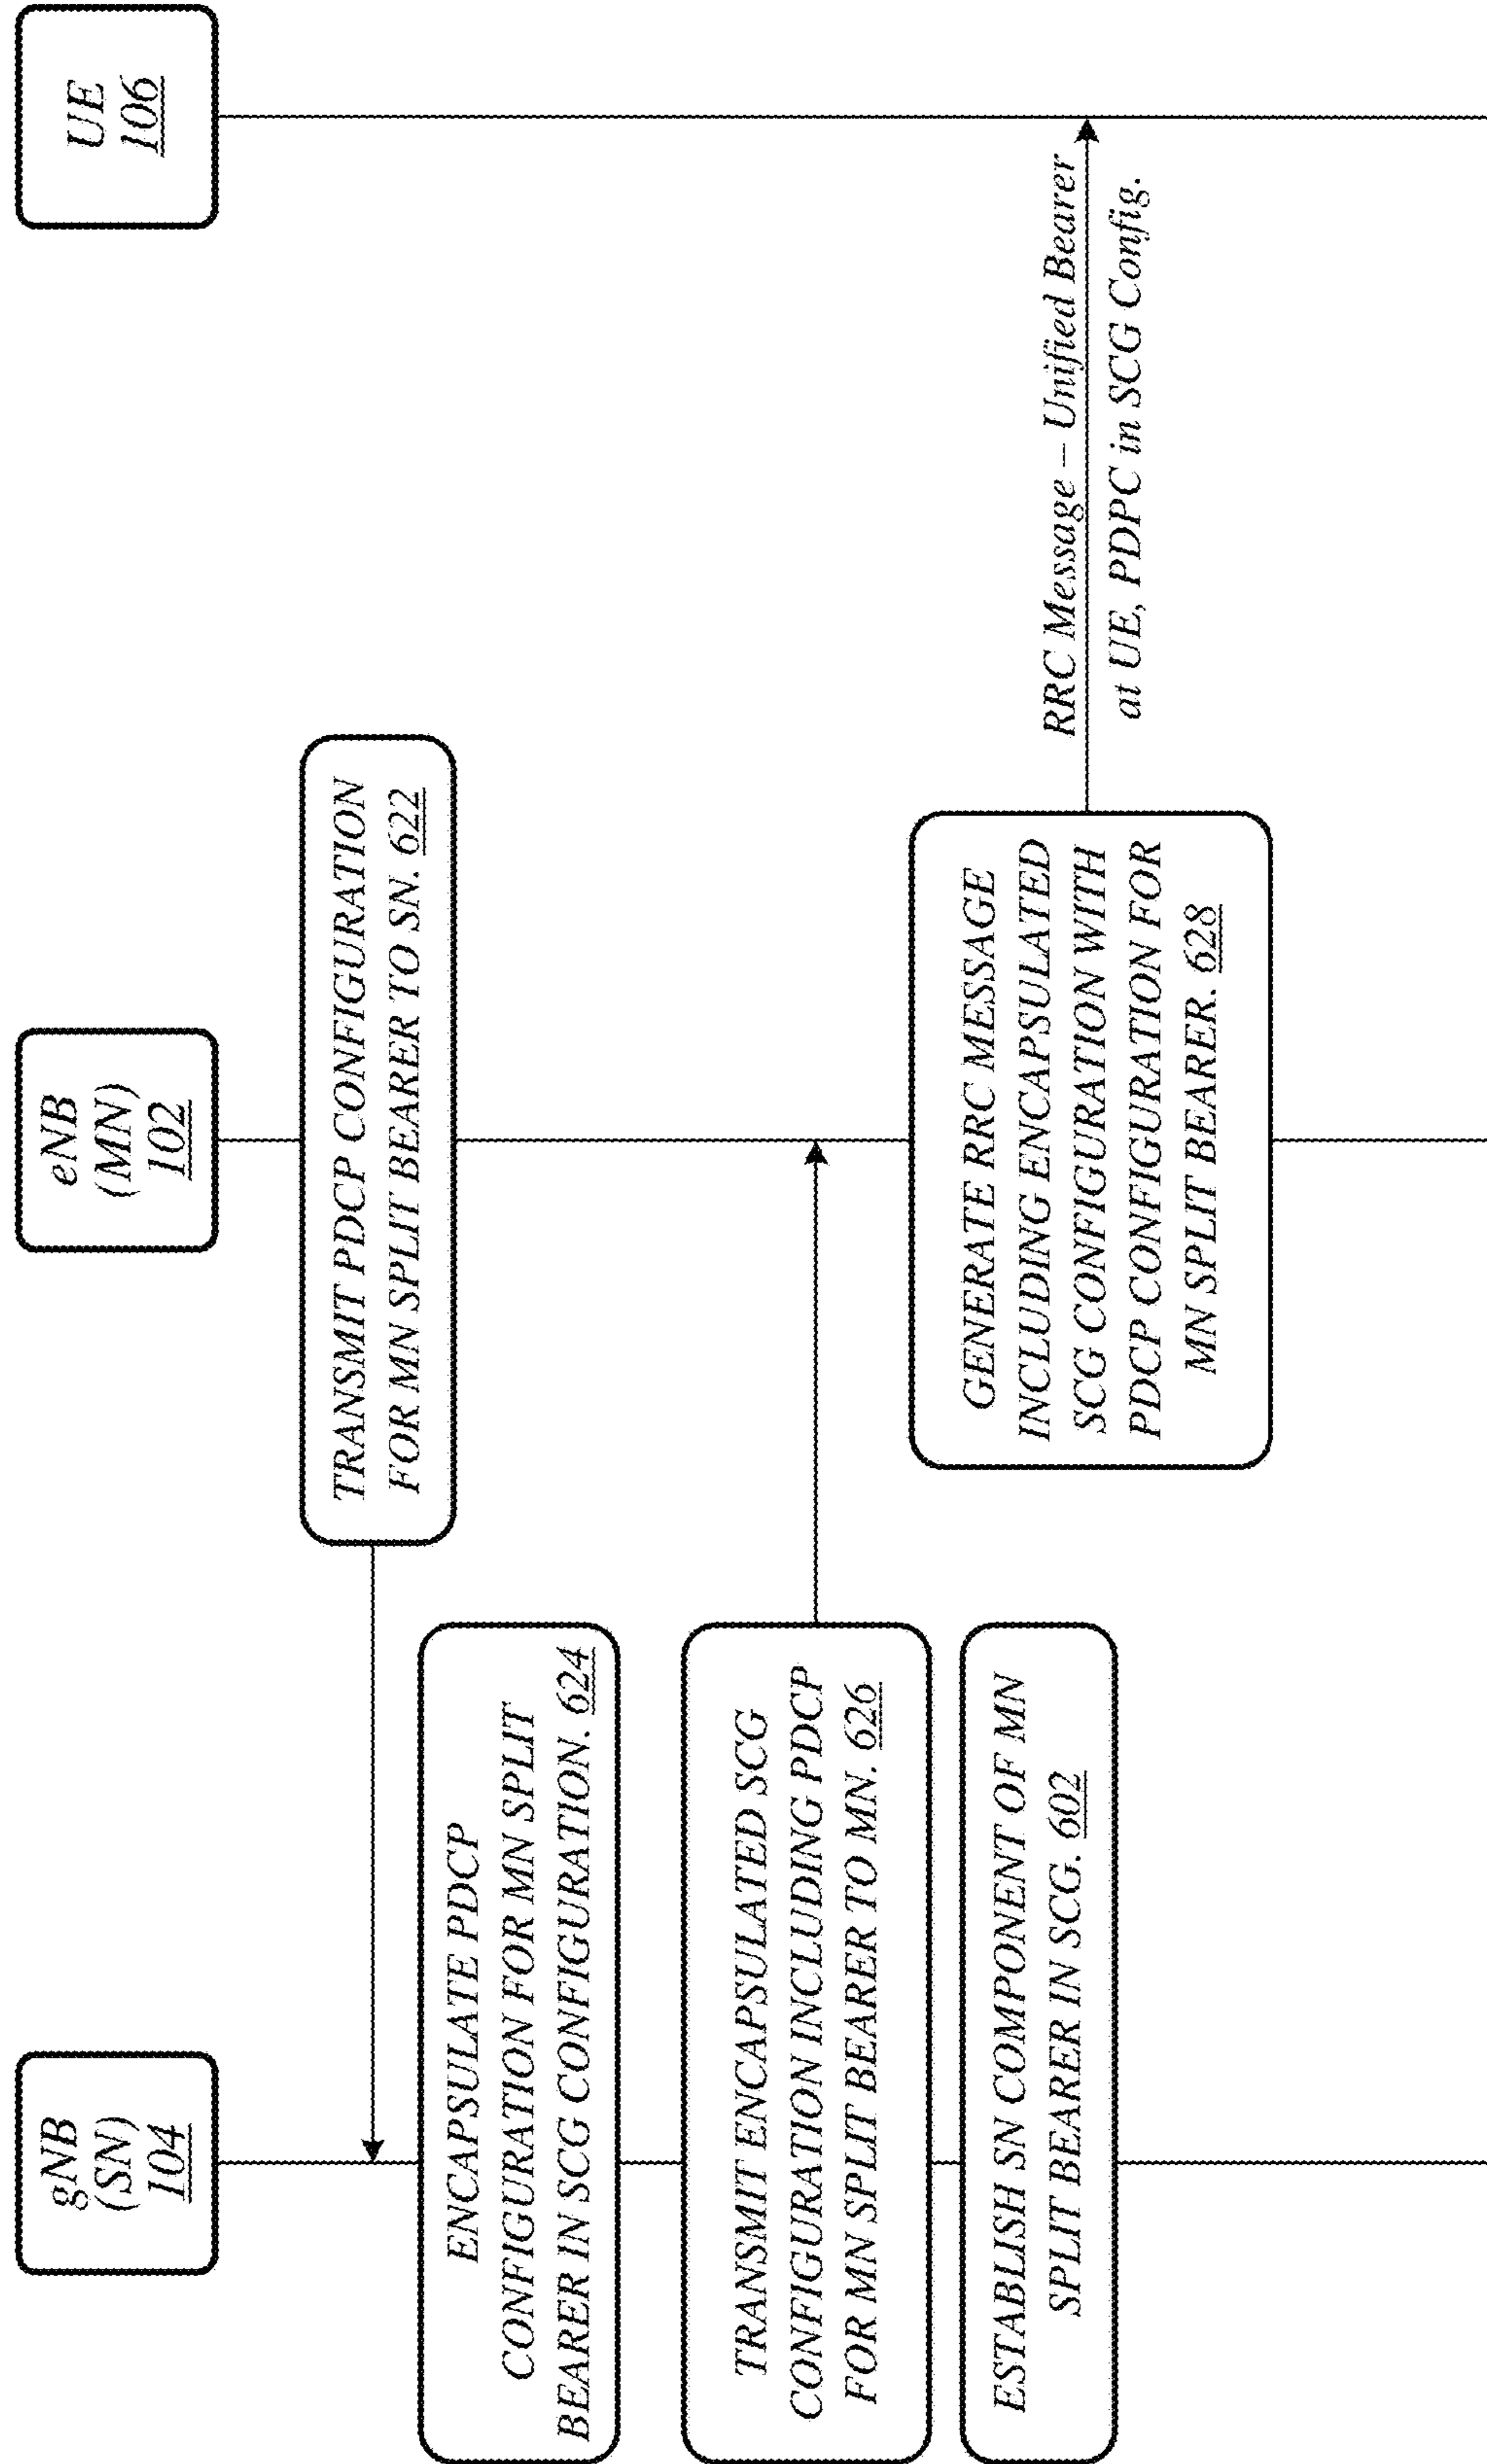 gNB
(SN)
104
eNB
(MN)
102
UE
106
TRANSMIT PDCP CONFIGURATION
FOR MN SPLIT BEARER TO SN. 622
ENCAPSULATE PDCP
CONFIGURATION FOR MN SPLIT
BEARER IN SCG CONFIGURATION. 624
TRANSMIT ENCAPSULATED SCG
CONFIGURATION INCLUDING PDCP
FOR MN SPLIT BEARER TO MN. 626
GENERATE RRC MESSAGE
INCLUDING ENCAPSULATED
SCG CONFIGURATION WITH
PDCP CONFIGURATION FOR
MN SPLIT BEARER. 628
ESTABLISH SN COMPONENT OF MN
SPLIT BEARER IN SCG. 602
RRC Message – Unified Bearer
at UE, PDPC in SCG Config.